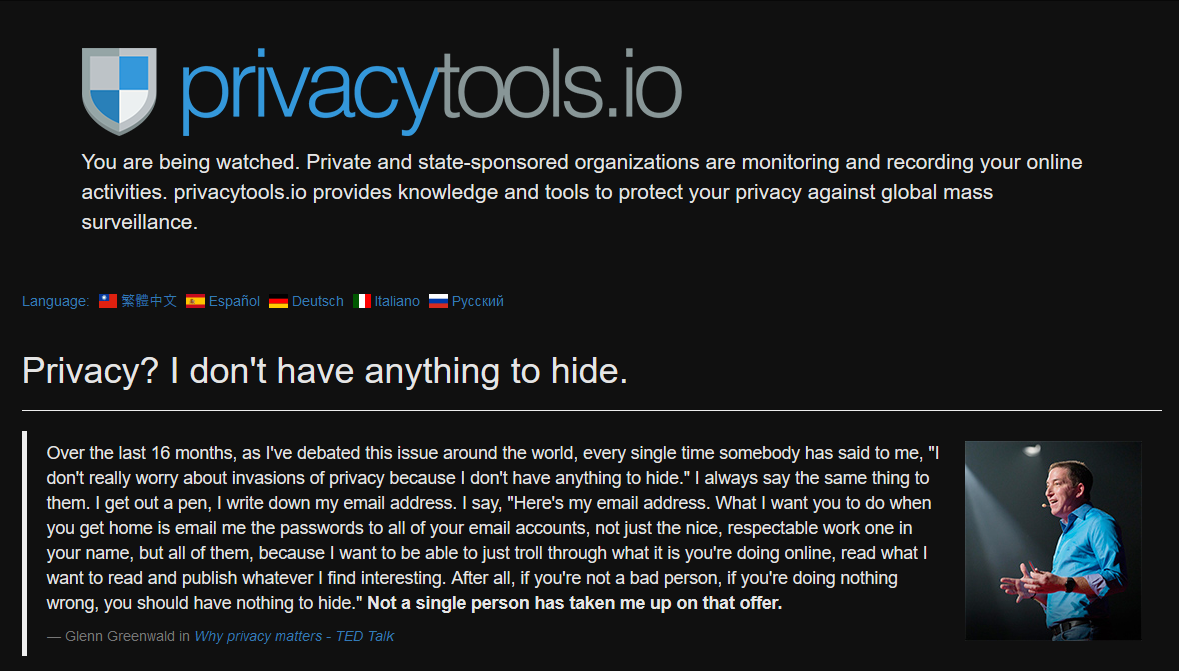 privacytools.io
You are being watched. Private and state-sponsored organizations are monitoring and recording your online
activities. privacytools.io provides knowledge and tools to protect your privacy against global mass
surveillance.
Language: 繁體中文 Español Deutsch Italiano Русский
Privacy? I don't have anything to hide.
Over the last 16 months, as I've debated this issue around the world, every single time somebody has said to me, "I
don't really worry about invasions of privacy because I don't have anything to hide." I always say the same thing to
them. I get out a pen, I write down my email address. I say, "Here's my email address. What I want you to do when
you get home is email me the passwords to all of your email accounts, not just the nice, respectable work one in
your name, but all of them, because I want to be able to just troll through what it is you're doing online, read what I
want to read and publish whatever I find interesting. After all, if you're not a bad person, if you're doing nothing
wrong, you should have nothing to hide." Not a single person has taken me up on that offer.
— Glenn Greenwald in Why privacy matters - TED Talk